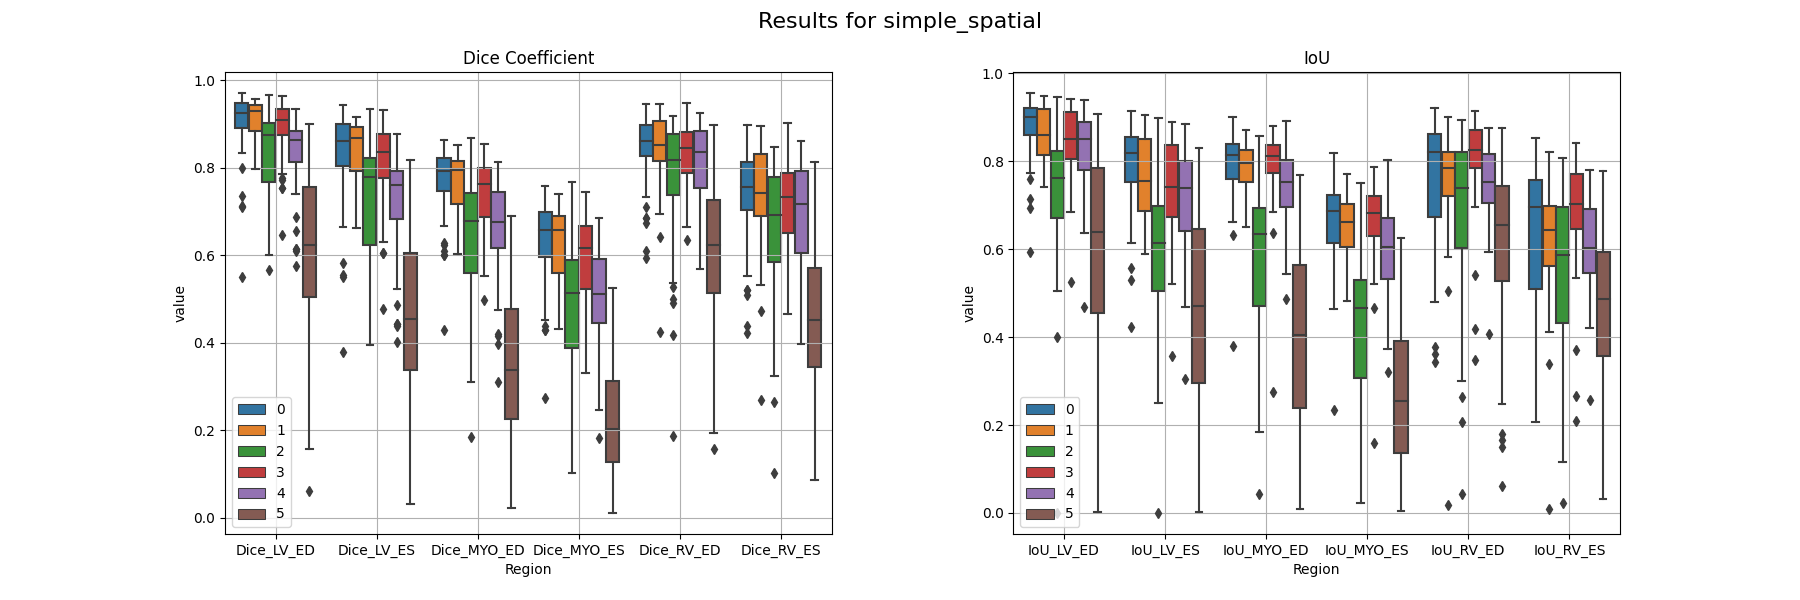 Results for simple_spatial
Dice Coefficient
1.0
0.8
0.6
0.4
0.2
0.0
value
0
1
2
3
4
5
Dice_LV_ED Dice_LV_ES Dice_MYO_ED Dice_MYO_ES Dice_RV_ED Dice_RV_ES
Region
IoU
1.0
0.8
0.6
0.4
0.2
0.0
value
0
1
2
3
4
5
IoU_LV_ED IoU_LV_ES IoU_MYO_ED IoU_MYO_ES IoU_RV_ED IoU_RV_ES
Region